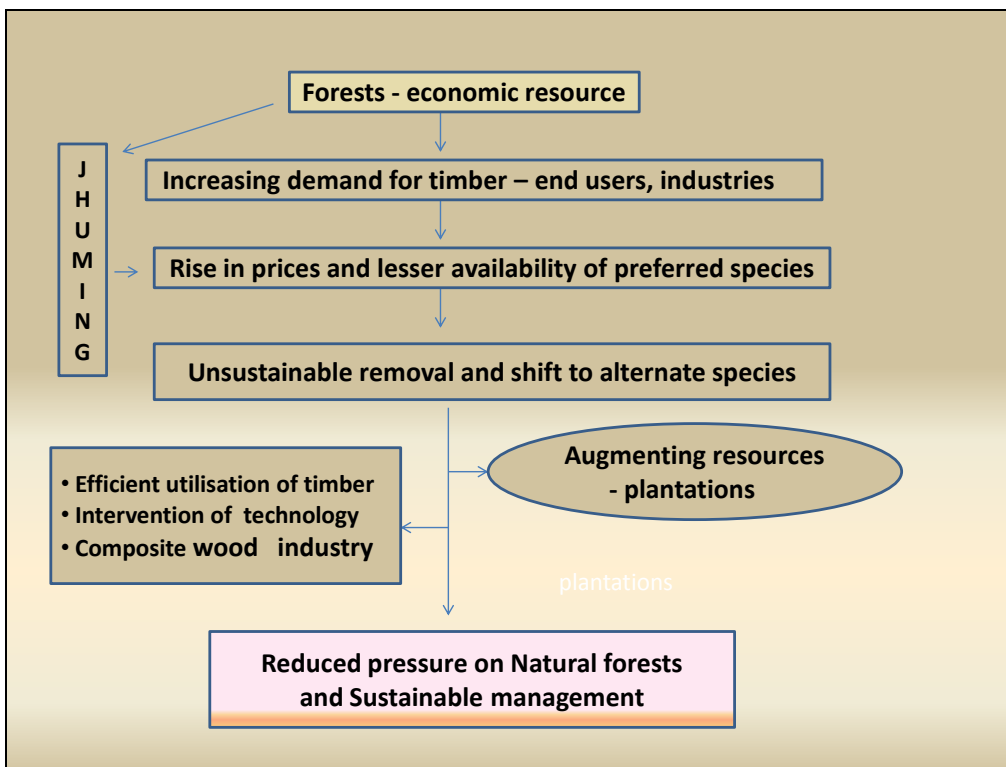 Forests - economic resource
JHUMING
Increasing demand for timber – end users, industries
Rise in prices and lesser availability of preferred species
Unsustainable removal and shift to alternate species
Augmenting resources
- plantations
• Efficient utilisation of timber
• Intervention of technology
• Composite wood industry
plantations
Reduced pressure on Natural forests
and Sustainable management